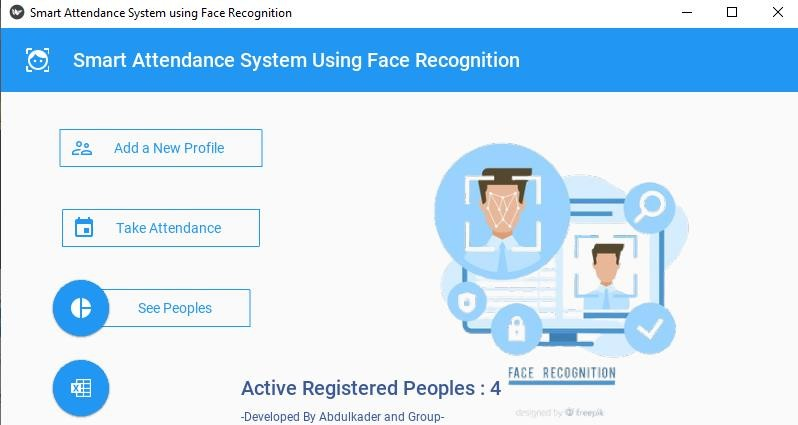 Smart Attendance System using Face Recognition
Smart Attendance System Using Face Recognition
Add a New Profile
Take Attendance
See Peoples
FACE RECOGNITION
Active Registered Peoples : 4
designed by freepik
-Developed By Abdulkader and Group-